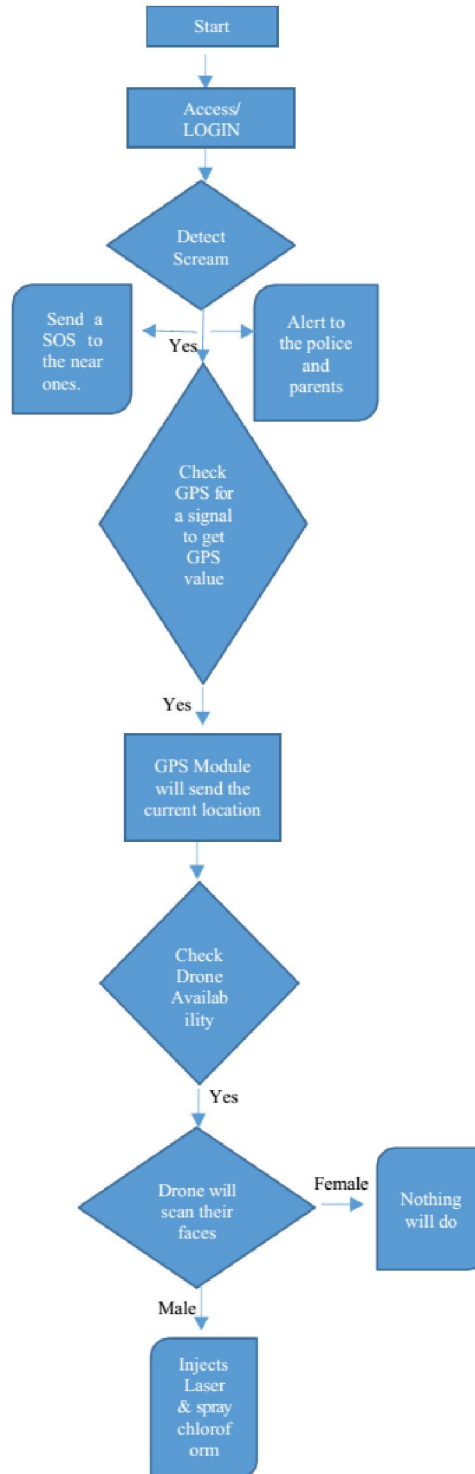 Start
Access/
LOGIN
Detect
Scream
Send a
SOS to
the near
ones.
Yes
Alert to
the police
and
parents
Check
GPS for
a signal
to get
GPS
value
Yes
GPS Module
will send the
current location
Check
Drone
Availab
ility
Yes
Drone will
scan their
faces
Female
Nothing
will do
Male
Injects
Laser
& spray
chlorof
orm